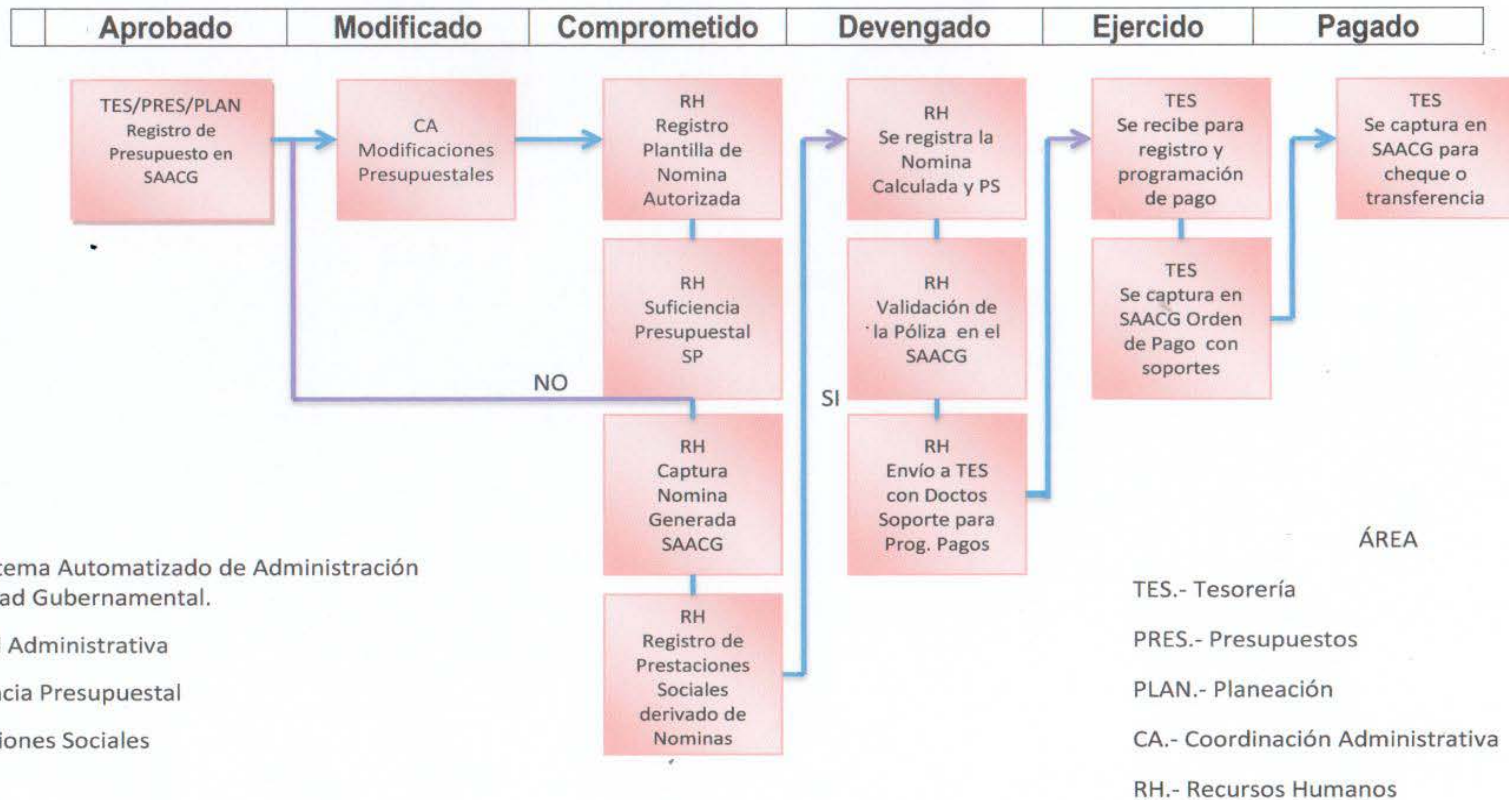 Aprobado Modificado Comprometido Devengado Ejercido Pagado
TES/PRES/PLAN
Registro de
Presupuesto en
SAACG
CA
Modificaciones
Presupuestales
RH
Registro
Plantilla de
Nomina
Autorizada
RH
Suficiencia
Presupuestal
SP
NO
RH
Captura
Nomina
Generada
SAACG
RH
Registro de
Prestaciones
Sociales
derivado de
Nominas
RH
Se registra la
Nomina
Calculada y PS
RH
Validación de
la Póliza en el
SAACG
SI
RH
Envío a TES
con Doctos
Soporte para
Prog. Pagos
TES
Se recibe para
registro y
programación
de pago
TES
Se captura en
SAACG Orden
de Pago con
soportes
TES
Se captura en
SAACG para
cheque o
transferencia
tema Automatizado de Administración
ad Gubernamental.
Administrativa
cia Presupuestal
iones Sociales
ÁREA
TES.- Tesorería
PRES.- Presupuestos
PLAN.- Planeación
CA.- Coordinación Administrativa
RH.- Recursos Humanos